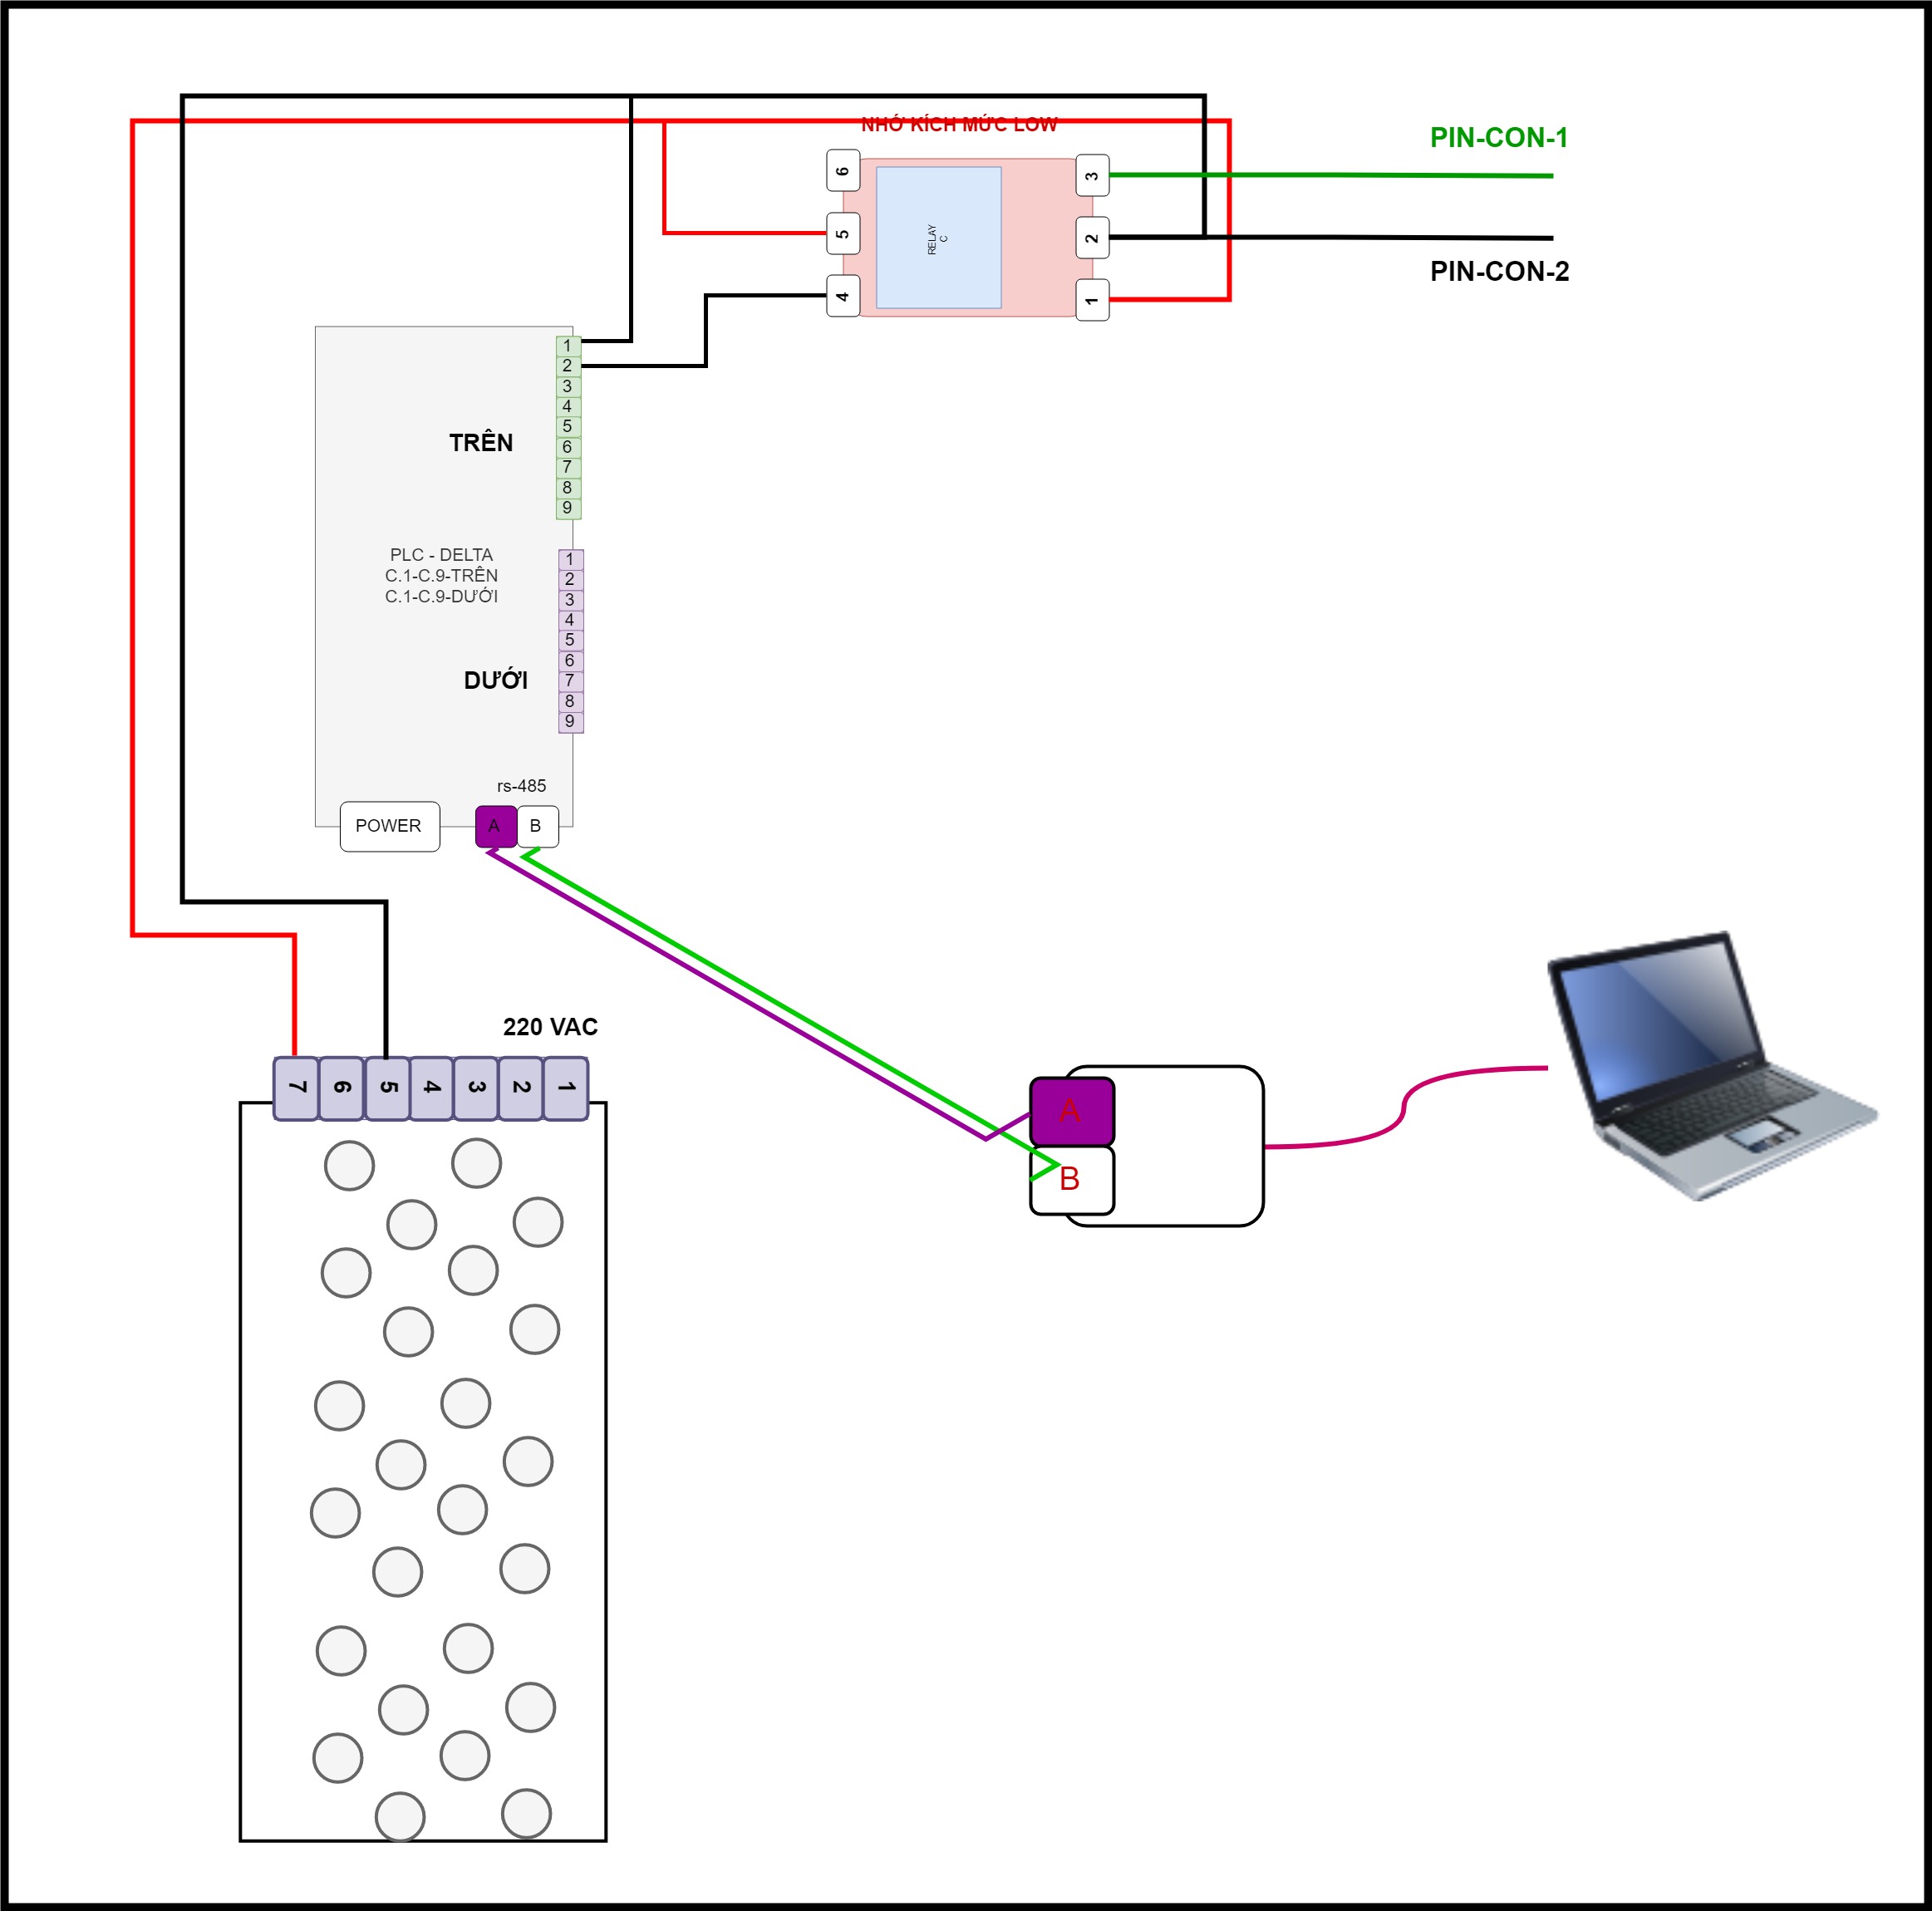 NHỚ KÍCH MỨC LOW
PIN-CON-1
6
3
5
RELAY
C
2
PIN-CON-2
4
1
1
2
3
4
5
6
7
8
9
TRÊN
PLC - DELTA
C.1-C.9-TRÊN
C.1-C.9-DƯỚI
1
2
3
4
5
6
7
8
9
DƯỚI
rs-485
POWER
A
B
220 VAC
7
6
5
4
3
2
1
A
B